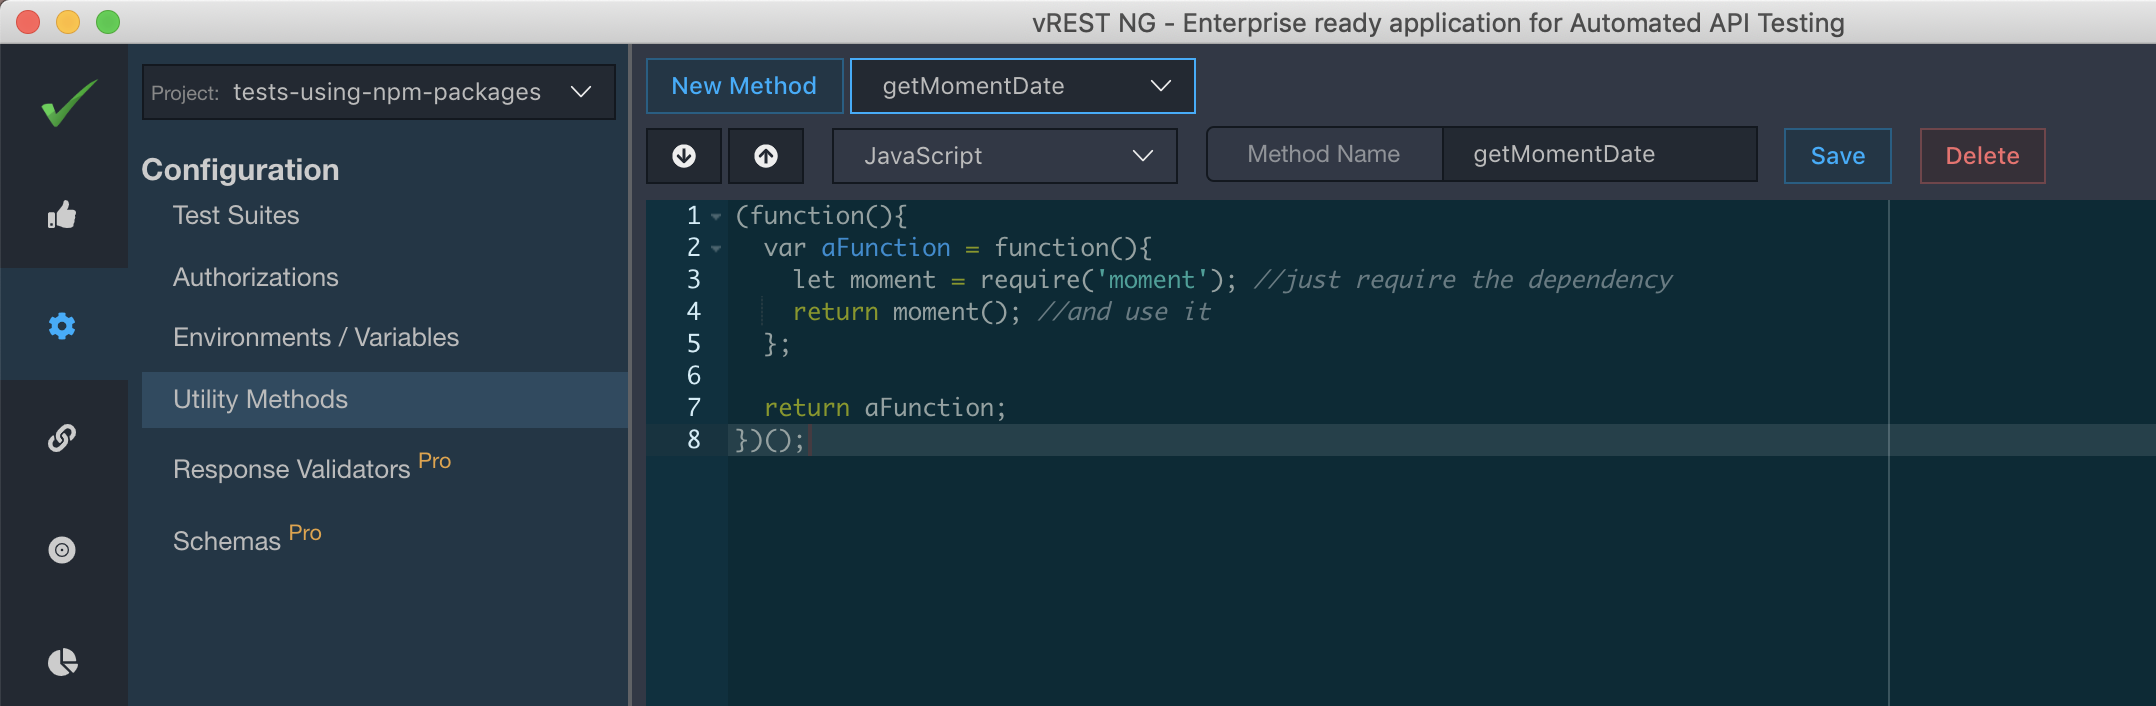 vREST NG - Enterprise ready application for Automated API Testing
Project: tests-using-npm-packages
Configuration
Test Suites
Authorizations
Environments / Variables
Utility Methods
Response Validators Pro
Schemas Pro
New Method getMomentDate
JavaScript Method Name getMomentDate Save Delete
1 (function(){
2 var aFunction = function(){
3 let moment = require('moment'); //just require the dependency
4 return moment(); //and use it
5 };
6
7 return aFunction;
8 })();